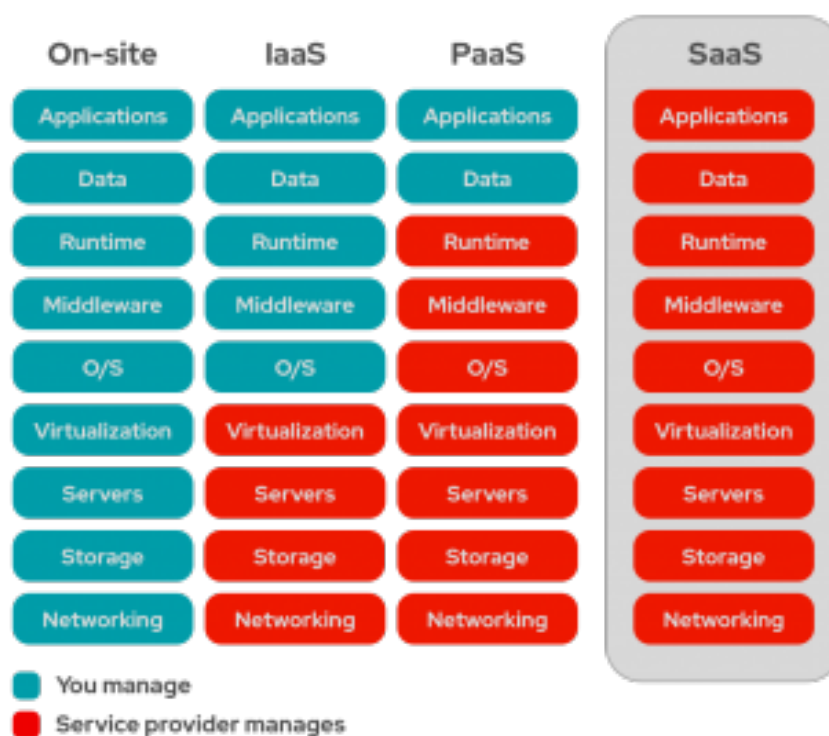 On-site IaaS PaaS SaaS
Applications Applications Applications Applications
Data Data Data Data
Runtime Runtime Runtime Runtime
Middleware Middleware Middleware Middleware
O/S O/S O/S O/S
Virtualization Virtualization Virtualization Virtualization
Servers Servers Servers Servers
Storage Storage Storage Storage
Networking Networking Networking Networking
You manage
Service provider manages